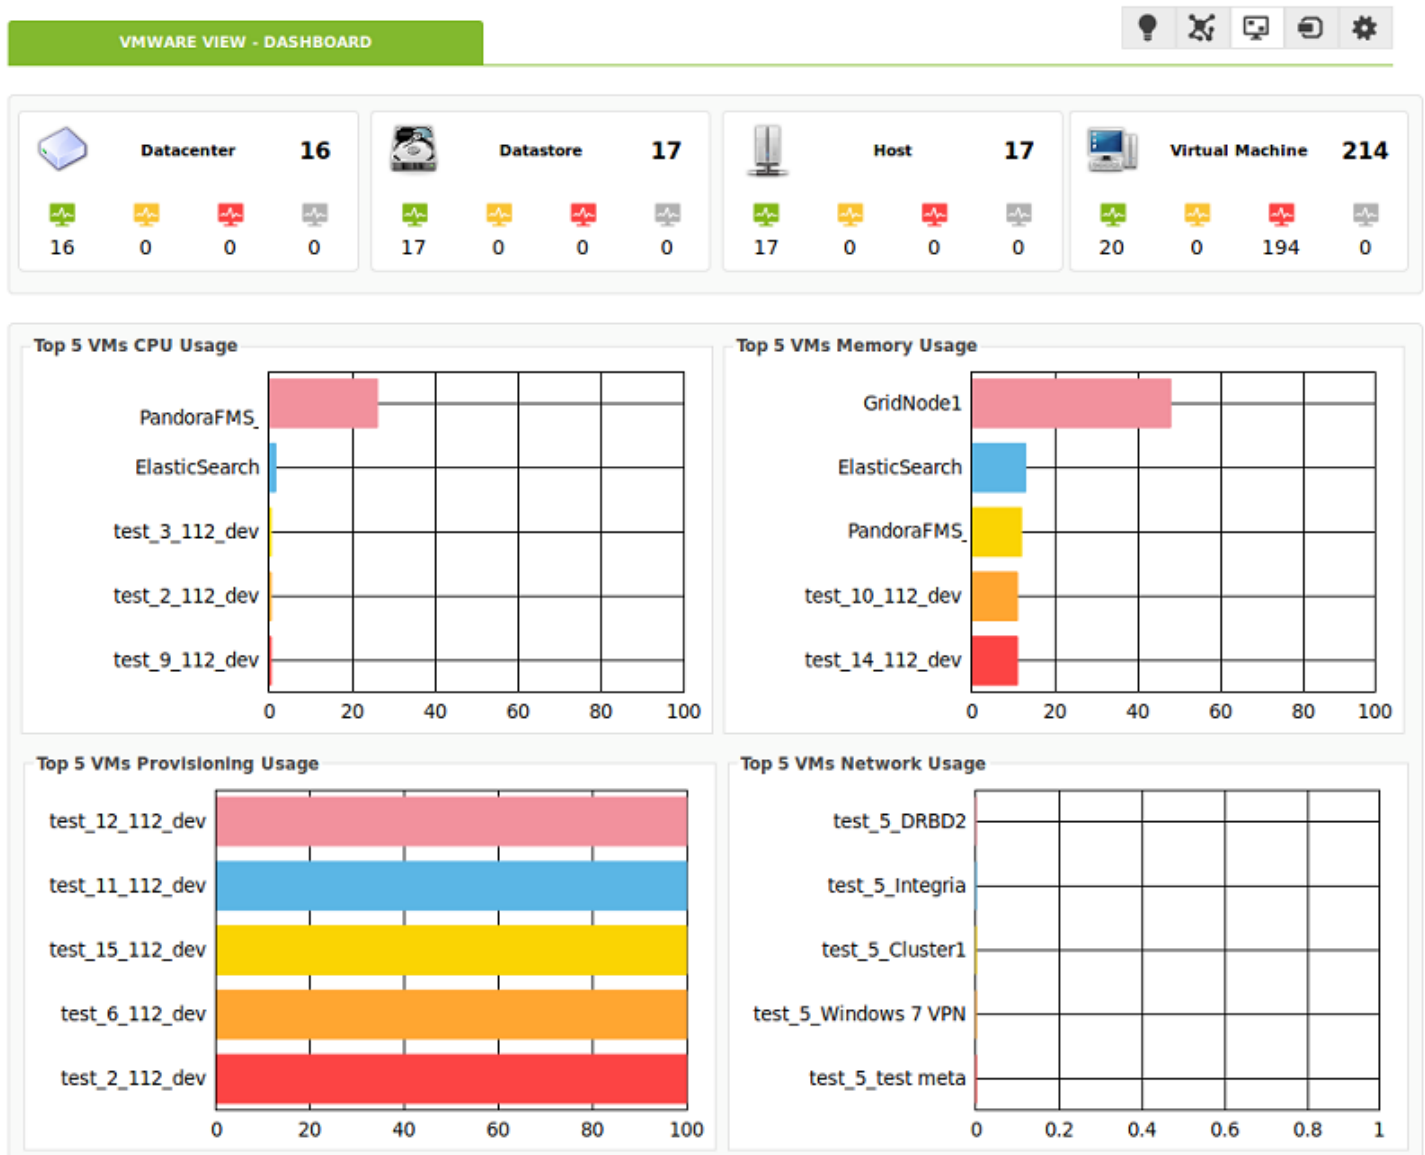 VMWARE VIEW - DASHBOARD
Datacenter 16
16 0 0 0
Datastore 17
17 0 0 0
Host 17
17 0 0 0
Virtual Machine 214
20 0 194 0
Top 5 VMs CPU Usage
PandoraFMS_
ElasticSearch
test_3_112_dev
test_2_112_dev
test_9_112_dev
0 20 40 60 80 100
Top 5 VMs Memory Usage
GridNode1
ElasticSearch
PandoraFMS_
test_10_112_dev
test_14_112_dev
0 20 40 60 80 100
Top 5 VMs Provisioning Usage
test_12_112_dev
test_11_112_dev
test_15_112_dev
test_6_112_dev
test_2_112_dev
0 20 40 60 80 100
Top 5 VMs Network Usage
test_5_DRBD2
test_5_Integria
test_5_Cluster1
test_5_Windows 7 VPN
test_5_test meta
0 0.2 0.4 0.6 0.8 1